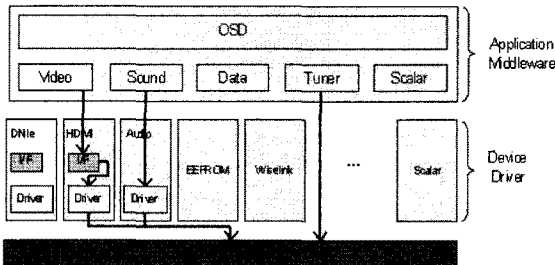 OSD
Application
Middleware
Video
Sound
Data
Tuner
Scalar
DNIe
HDMI
Audio
I/F
I/F
EEPROM
Wiselink
...
Scalar
Device
Driver
Driver
Driver
Driver